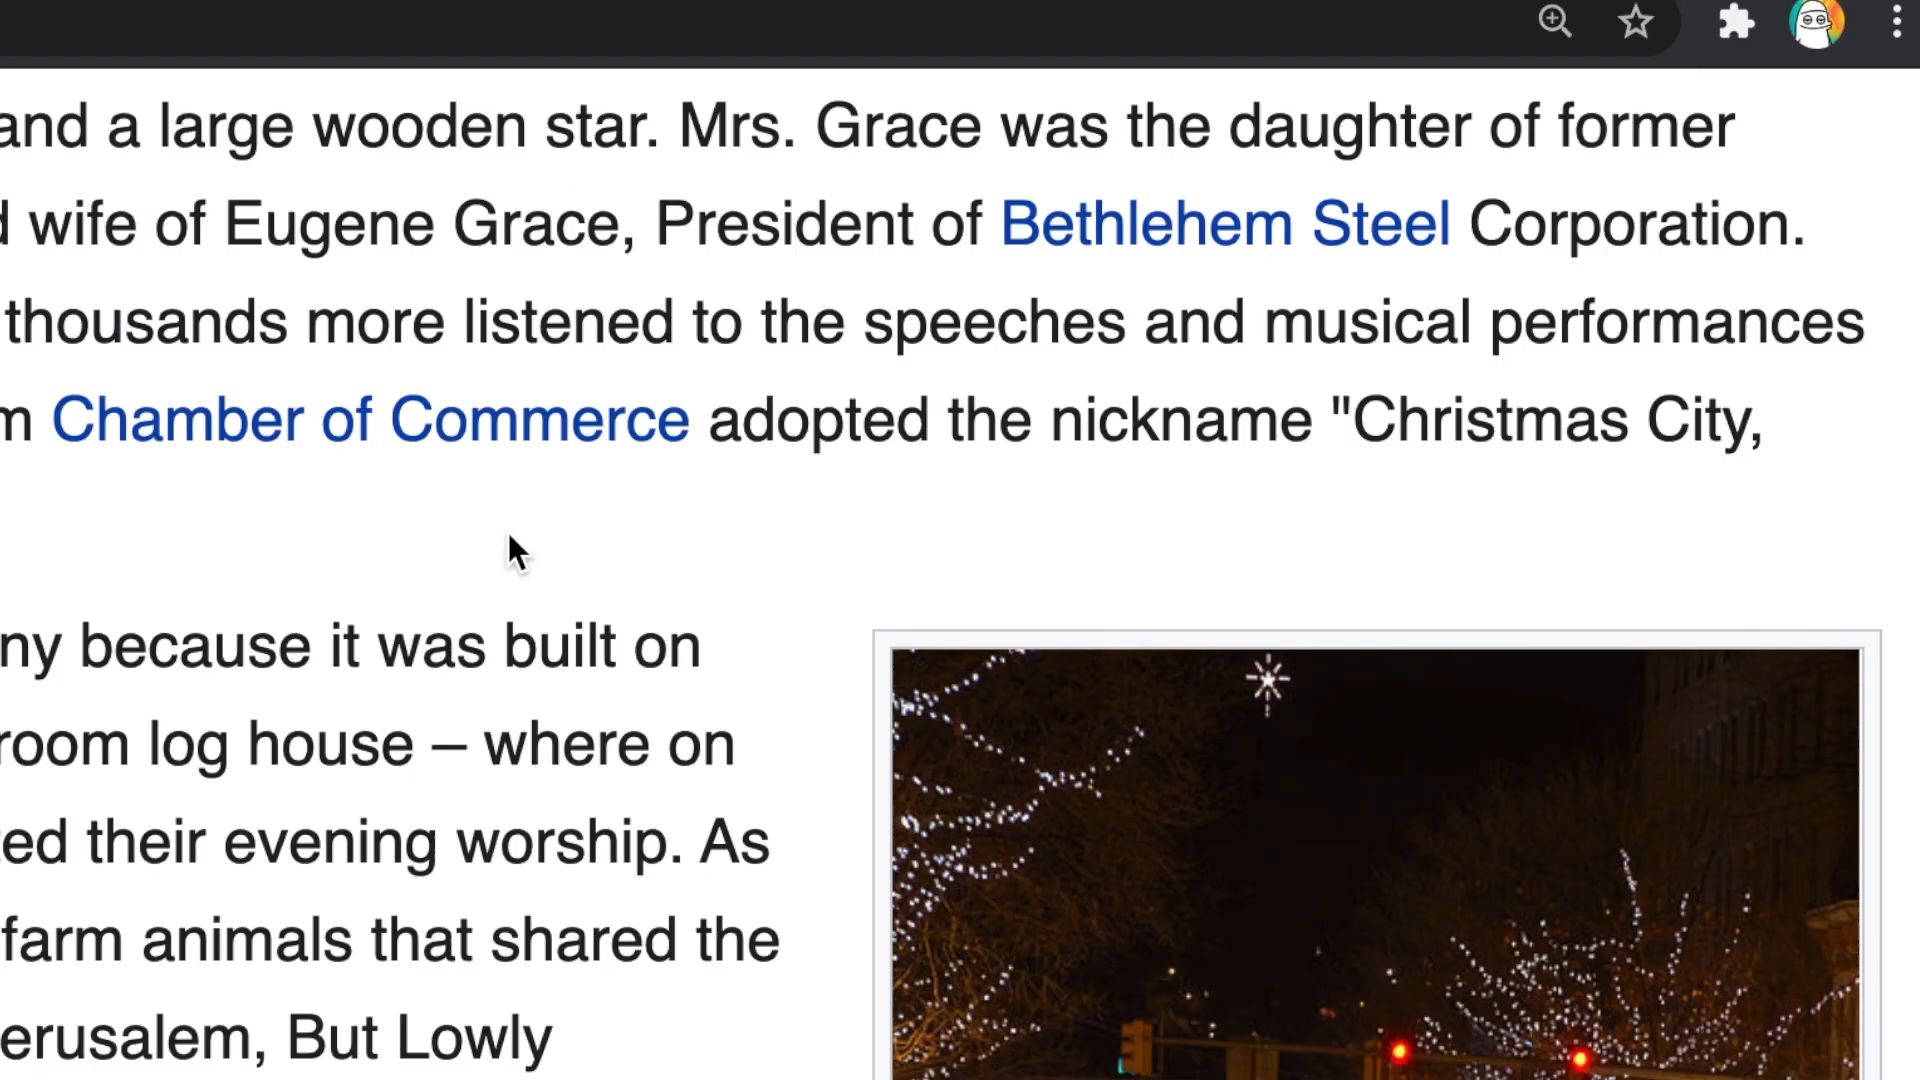 and a large wooden star. Mrs. Grace was the daughter of former
wife of Eugene Grace, President of Bethlehem Steel Corporation.
thousands more listened to the speeches and musical performances
m Chamber of Commerce adopted the nickname "Christmas City,
ny because it was built on
room log house – where on
ed their evening worship. As
farm animals that shared the
erusalem, But Lowly